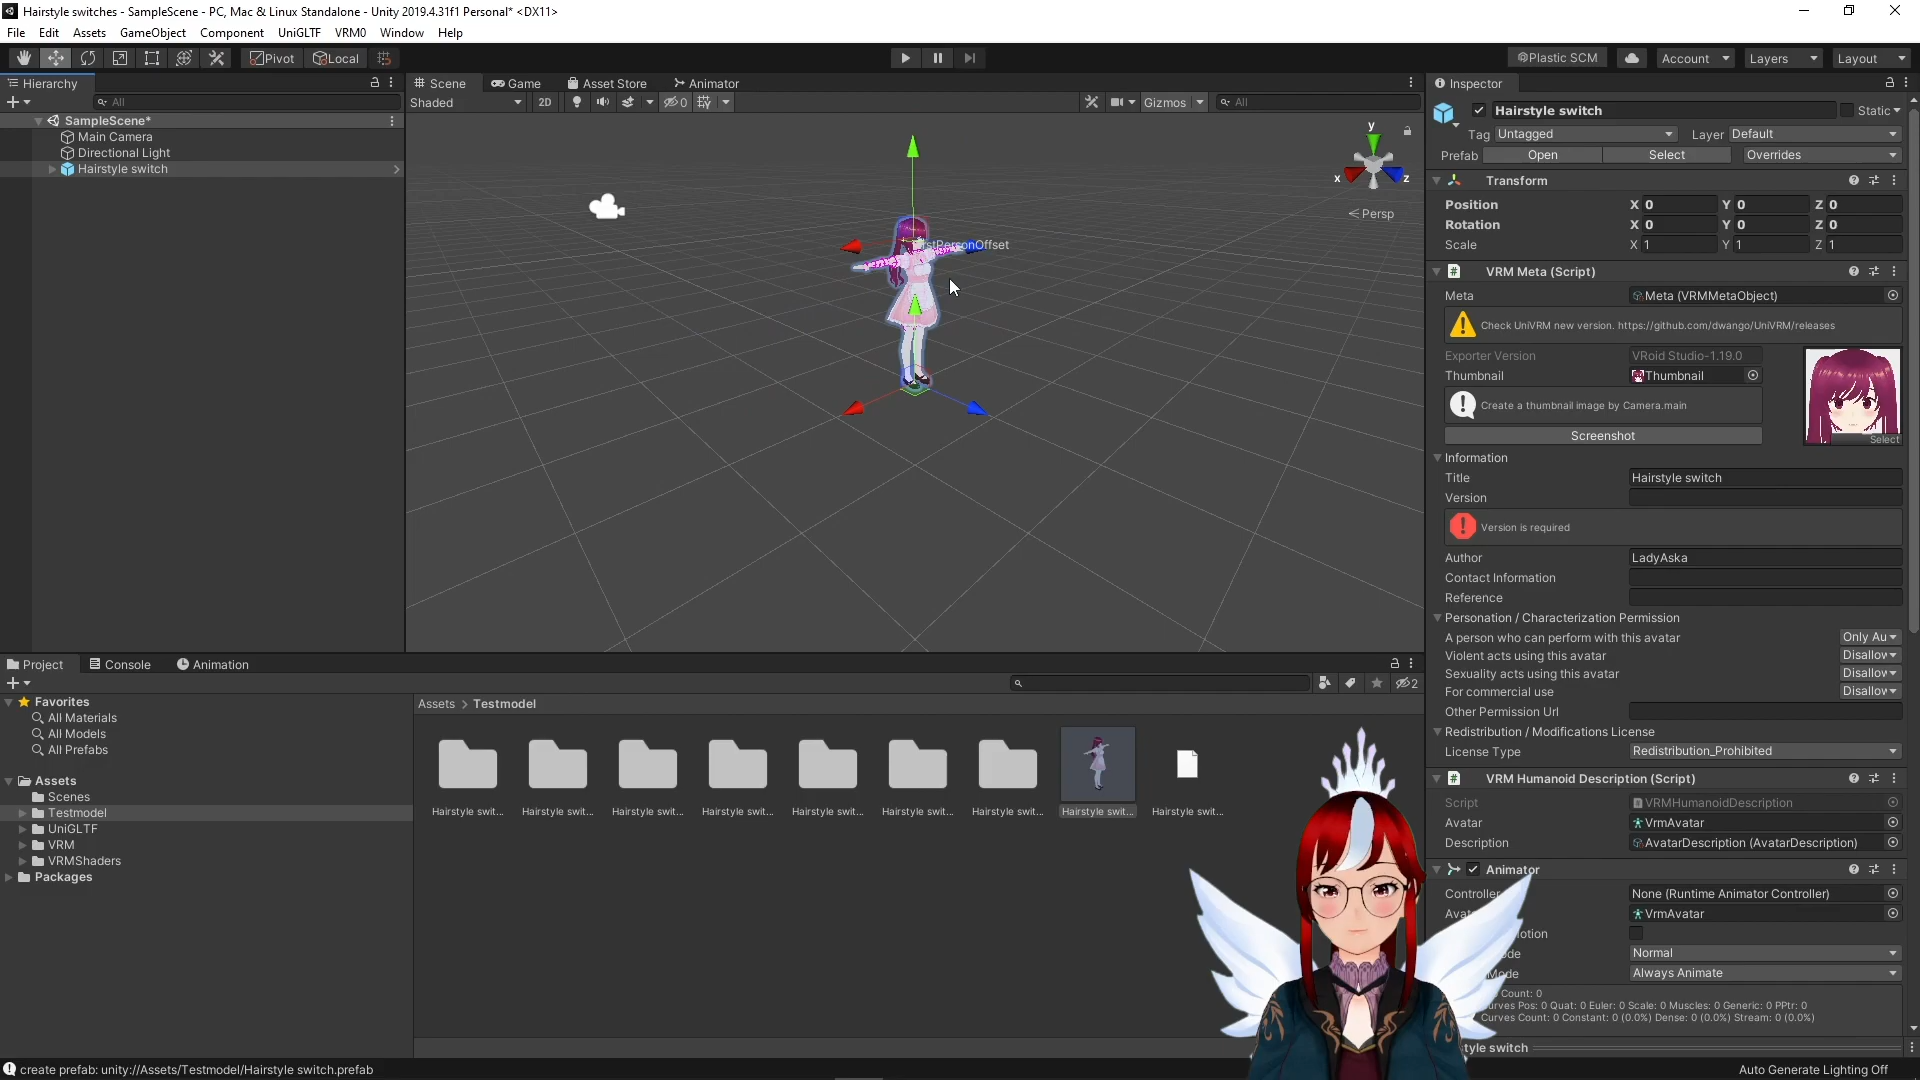 Hairstyle switches - SampleScene - PC, Mac & Linux Standalone - Unity 2019.4.31f1 Personal* <DX11>
File Edit Assets GameObject Component UniGLTF VRM0 Window Help
Pivot Local
Plastic SCM Account Layers Layout
Hierarchy
All
SampleScene*
Main Camera
Directional Light
Hairstyle switch
Scene Game Asset Store Animator
Shaded 2D 0 Gizmos All
y
x z
Persp
rstPersonOffset
Inspector
Hairstyle switch Static
Tag Untagged Layer Default
Prefab Open Select Overrides
Transform
Position X 0 Y 0 Z 0
Rotation X 0 Y 0 Z 0
Scale X 1 Y 1 Z 1
VRM Meta (Script)
Meta Meta (VRMMetaObject)
Check UniVRM new version. https://github.com/dwango/UniVRM/releases
Exporter Version VRoid Studio-1.19.0
Thumbnail Thumbnail
Create a thumbnail image by Camera.main
Select
Screenshot
Information
Title Hairstyle switch
Version
Version is required
Author LadyAska
Contact Information
Reference
Personation / Characterization Permission
A person who can perform with this avatar Only Au
Violent acts using this avatar Disallow
Sexuality acts using this avatar Disallow
For commercial use Disallow
Other Permission Url
Redistribution / Modifications License
License Type Redistribution_Prohibited
VRM Humanoid Description (Script)
Script VRMHumanoidDescription
Avatar VrmAvatar
Description AvatarDescription (AvatarDescription)
Animator
Controller None (Runtime Animator Controller)
Avat VrmAvatar
otion
ode Normal
Mode Always Animate
Count: 0
urves Pos: 0 Quat: 0 Euler: 0 Scale: 0 Muscles: 0 Generic: 0 PPtr: 0
Curves Count: 0 Constant: 0 (0.0%) Dense: 0 (0.0%) Stream: 0 (0.0%)
tyle switch
Project Console Animation
2
Favorites
All Materials
All Models
All Prefabs
Assets
Scenes
Testmodel
UniGLTF
VRM
VRMShaders
Packages
Assets > Testmodel
Hairstyle swit... Hairstyle swit... Hairstyle swit... Hairstyle swit... Hairstyle swit... Hairstyle swit... Hairstyle swit... Hairstyle swit... Hairstyle swit...
create prefab: unity://Assets/Testmodel/Hairstyle switch.prefab
Auto Generate Lighting Off